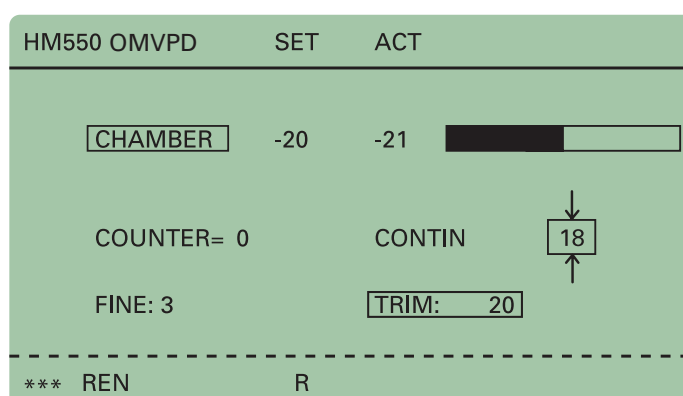 HM550 OMVPD SET ACT
CHAMBER -20 -21
COUNTER= 0 CONTIN 18
FINE: 3 TRIM: 20
*** REN R